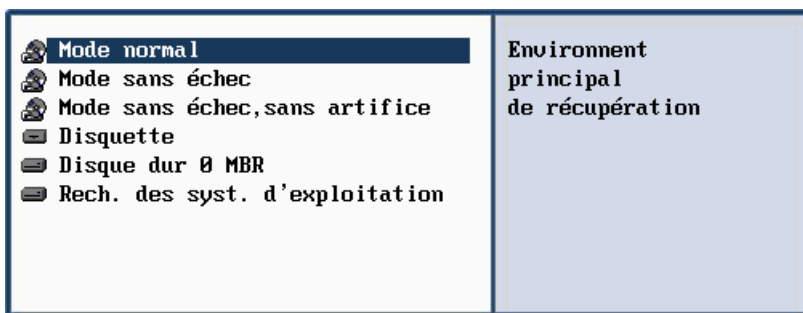 Mode normal
Mode sans échec
Mode sans échec,sans artifice
Disquette
Disque dur 0 MBR
Rech. des syst. d'exploitation
Environment
principal
de récupération